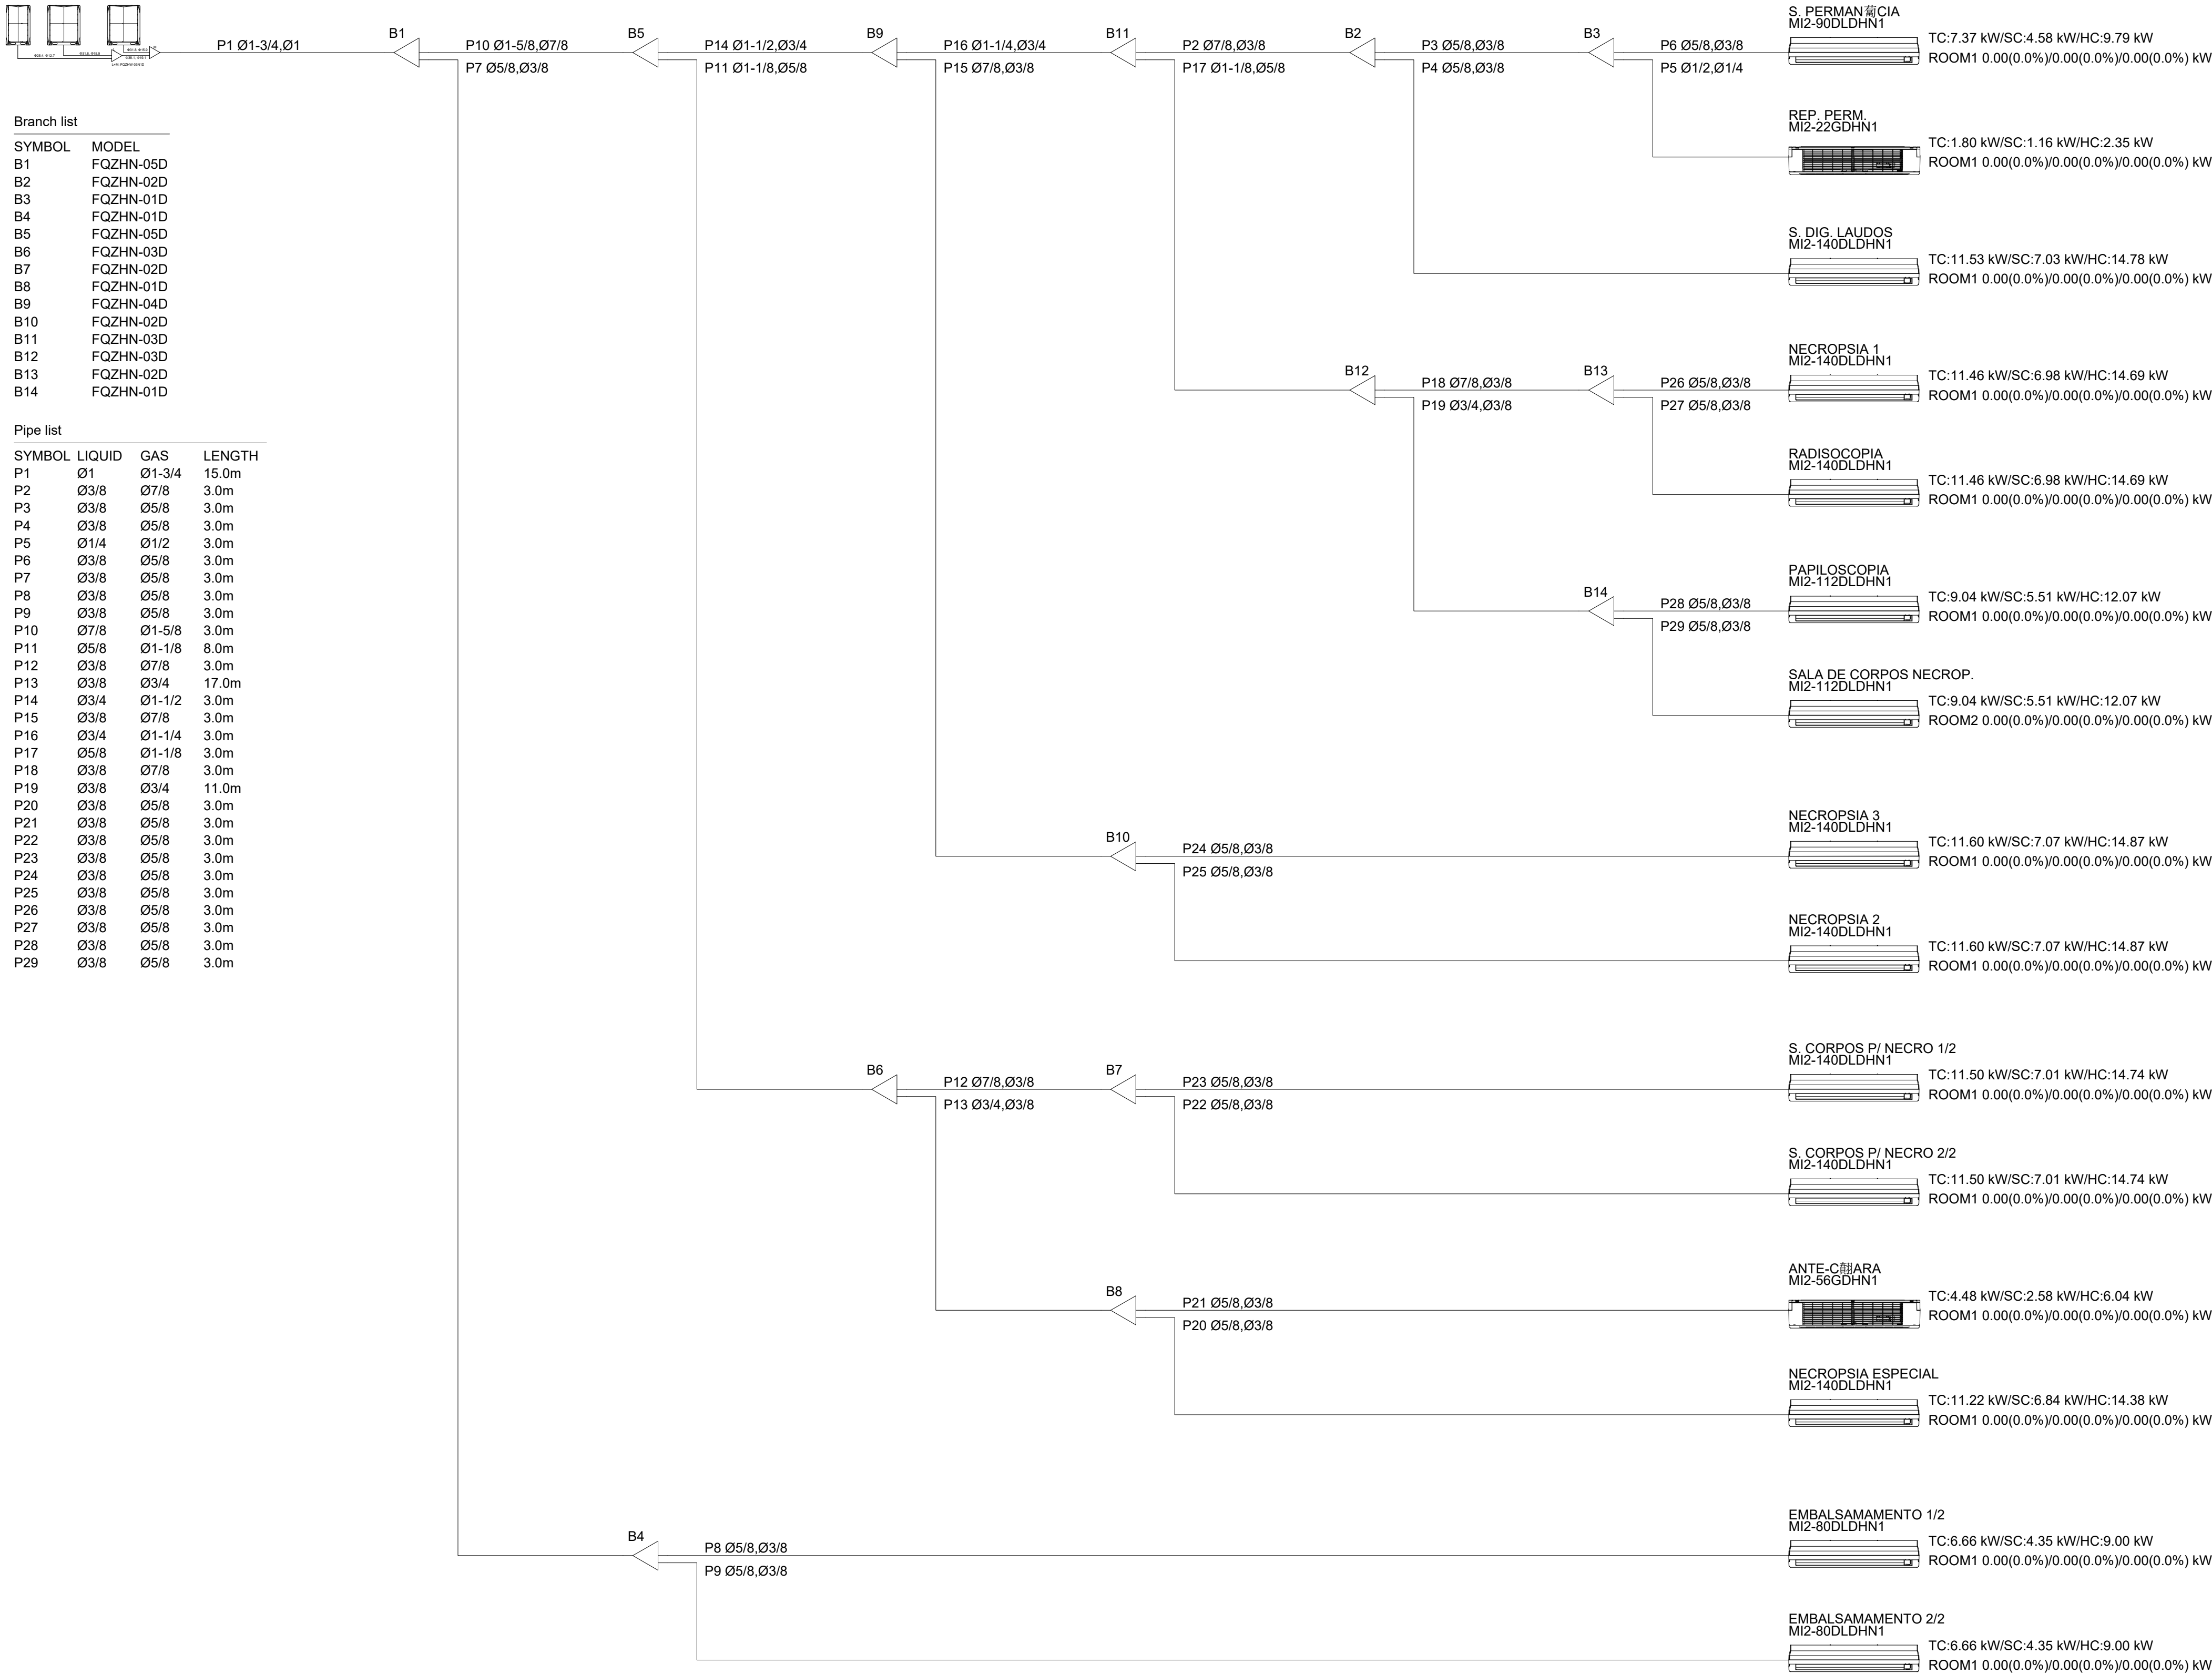 P1 Ø1-3/4,Ø1
B1
P10 Ø1-5/8,Ø7/8
P7 Ø5/8,Ø3/8
B5
P14 Ø1-1/2,Ø3/4
P11 Ø1-1/8,Ø5/8
B9
P16 Ø1-1/4,Ø3/4
P15 Ø7/8,Ø3/8
B11
P2 Ø7/8,Ø3/8
P17 Ø1-1/8,Ø5/8
B2
P3 Ø5/8,Ø3/8
P4 Ø5/8,Ø3/8
B3
P6 Ø5/8,Ø3/8
P5 Ø1/2,Ø1/4
S. PERMAN葡CIA
MI2-90DLDHN1
TC:7.37 kW/SC:4.58 kW/HC:9.79 kW
ROOM1 0.00(0.0%)/0.00(0.0%)/0.00(0.0%) kW
REP. PERM.
MI2-22GDHN1
TC:1.80 kW/SC:1.16 kW/HC:2.35 kW
ROOM1 0.00(0.0%)/0.00(0.0%)/0.00(0.0%) kW
S. DIG. LAUDOS
MI2-140DLDHN1
TC:11.53 kW/SC:7.03 kW/HC:14.78 kW
ROOM1 0.00(0.0%)/0.00(0.0%)/0.00(0.0%) kW
B12
P18 Ø7/8,Ø3/8
P19 Ø3/4,Ø3/8
B13
P26 Ø5/8,Ø3/8
P27 Ø5/8,Ø3/8
NECROPSIA 1
MI2-140DLDHN1
TC:11.46 kW/SC:6.98 kW/HC:14.69 kW
ROOM1 0.00(0.0%)/0.00(0.0%)/0.00(0.0%) kW
RADISOCOPIA
MI2-140DLDHN1
TC:11.46 kW/SC:6.98 kW/HC:14.69 kW
ROOM1 0.00(0.0%)/0.00(0.0%)/0.00(0.0%) kW
B14
P28 Ø5/8,Ø3/8
P29 Ø5/8,Ø3/8
PAPILOSCOPIA
MI2-112DLDHN1
TC:9.04 kW/SC:5.51 kW/HC:12.07 kW
ROOM1 0.00(0.0%)/0.00(0.0%)/0.00(0.0%) kW
SALA DE CORPOS NECROP.
MI2-112DLDHN1
TC:9.04 kW/SC:5.51 kW/HC:12.07 kW
ROOM2 0.00(0.0%)/0.00(0.0%)/0.00(0.0%) kW
B10
P24 Ø5/8,Ø3/8
P25 Ø5/8,Ø3/8
NECROPSIA 3
MI2-140DLDHN1
TC:11.60 kW/SC:7.07 kW/HC:14.87 kW
ROOM1 0.00(0.0%)/0.00(0.0%)/0.00(0.0%) kW
NECROPSIA 2
MI2-140DLDHN1
TC:11.60 kW/SC:7.07 kW/HC:14.87 kW
ROOM1 0.00(0.0%)/0.00(0.0%)/0.00(0.0%) kW
B6
P12 Ø7/8,Ø3/8
P13 Ø3/4,Ø3/8
B7
P23 Ø5/8,Ø3/8
P22 Ø5/8,Ø3/8
S. CORPOS P/ NECRO 1/2
MI2-140DLDHN1
TC:11.50 kW/SC:7.01 kW/HC:14.74 kW
ROOM1 0.00(0.0%)/0.00(0.0%)/0.00(0.0%) kW
S. CORPOS P/ NECRO 2/2
MI2-140DLDHN1
TC:11.50 kW/SC:7.01 kW/HC:14.74 kW
ROOM1 0.00(0.0%)/0.00(0.0%)/0.00(0.0%) kW
B8
P21 Ø5/8,Ø3/8
P20 Ø5/8,Ø3/8
MI2-56GDHN1
TC:4.48 kW/SC:2.58 kW/HC:6.04 kW
ROOM1 0.00(0.0%)/0.00(0.0%)/0.00(0.0%) kW
NECROPSIA ESPECIAL
MI2-140DLDHN1
TC:11.22 kW/SC:6.84 kW/HC:14.38 kW
ROOM1 0.00(0.0%)/0.00(0.0%)/0.00(0.0%) kW
B4
P8 Ø5/8,Ø3/8
P9 Ø5/8,Ø3/8
EMBALSAMAMENTO 1/2
MI2-80DLDHN1
TC:6.66 kW/SC:4.35 kW/HC:9.00 kW
ROOM1 0.00(0.0%)/0.00(0.0%)/0.00(0.0%) kW
EMBALSAMAMENTO 2/2
MI2-80DLDHN1
TC:6.66 kW/SC:4.35 kW/HC:9.00 kW
ROOM1 0.00(0.0%)/0.00(0.0%)/0.00(0.0%) kW
Branch list
SYMBOL MODEL
B1 FQZHN-05D
B2 FQZHN-02D
B3 FQZHN-01D
B4 FQZHN-01D
B5 FQZHN-05D
B6 FQZHN-03D
B7 FQZHN-02D
B8 FQZHN-01D
B9 FQZHN-04D
B10 FQZHN-02D
B11 FQZHN-03D
B12 FQZHN-03D
B13 FQZHN-02D
B14 FQZHN-01D
Pipe list
SYMBOL LIQUID GAS LENGTH
P1 Ø1 Ø1-3/4 15.0m
P2 Ø3/8 Ø7/8 3.0m
P3 Ø3/8 Ø5/8 3.0m
P4 Ø3/8 Ø5/8 3.0m
P5 Ø1/4 Ø1/2 3.0m
P6 Ø3/8 Ø5/8 3.0m
P7 Ø3/8 Ø5/8 3.0m
P8 Ø3/8 Ø5/8 3.0m
P9 Ø3/8 Ø5/8 3.0m
P10 Ø7/8 Ø1-5/8 3.0m
P11 Ø5/8 Ø1-1/8 8.0m
P12 Ø3/8 Ø7/8 3.0m
P13 Ø3/8 Ø3/4 17.0m
P14 Ø3/4 Ø1-1/2 3.0m
P15 Ø3/8 Ø7/8 3.0m
P16 Ø3/4 Ø1-1/4 3.0m
P17 Ø5/8 Ø1-1/8 3.0m
P18 Ø3/8 Ø7/8 3.0m
P19 Ø3/8 Ø3/4 11.0m
P20 Ø3/8 Ø5/8 3.0m
P21 Ø3/8 Ø5/8 3.0m
P22 Ø3/8 Ø5/8 3.0m
P23 Ø3/8 Ø5/8 3.0m
P24 Ø3/8 Ø5/8 3.0m
P25 Ø3/8 Ø5/8 3.0m
P26 Ø3/8 Ø5/8 3.0m
P27 Ø3/8 Ø5/8 3.0m
P28 Ø3/8 Ø5/8 3.0m
P29 Ø3/8 Ø5/8 3.0m